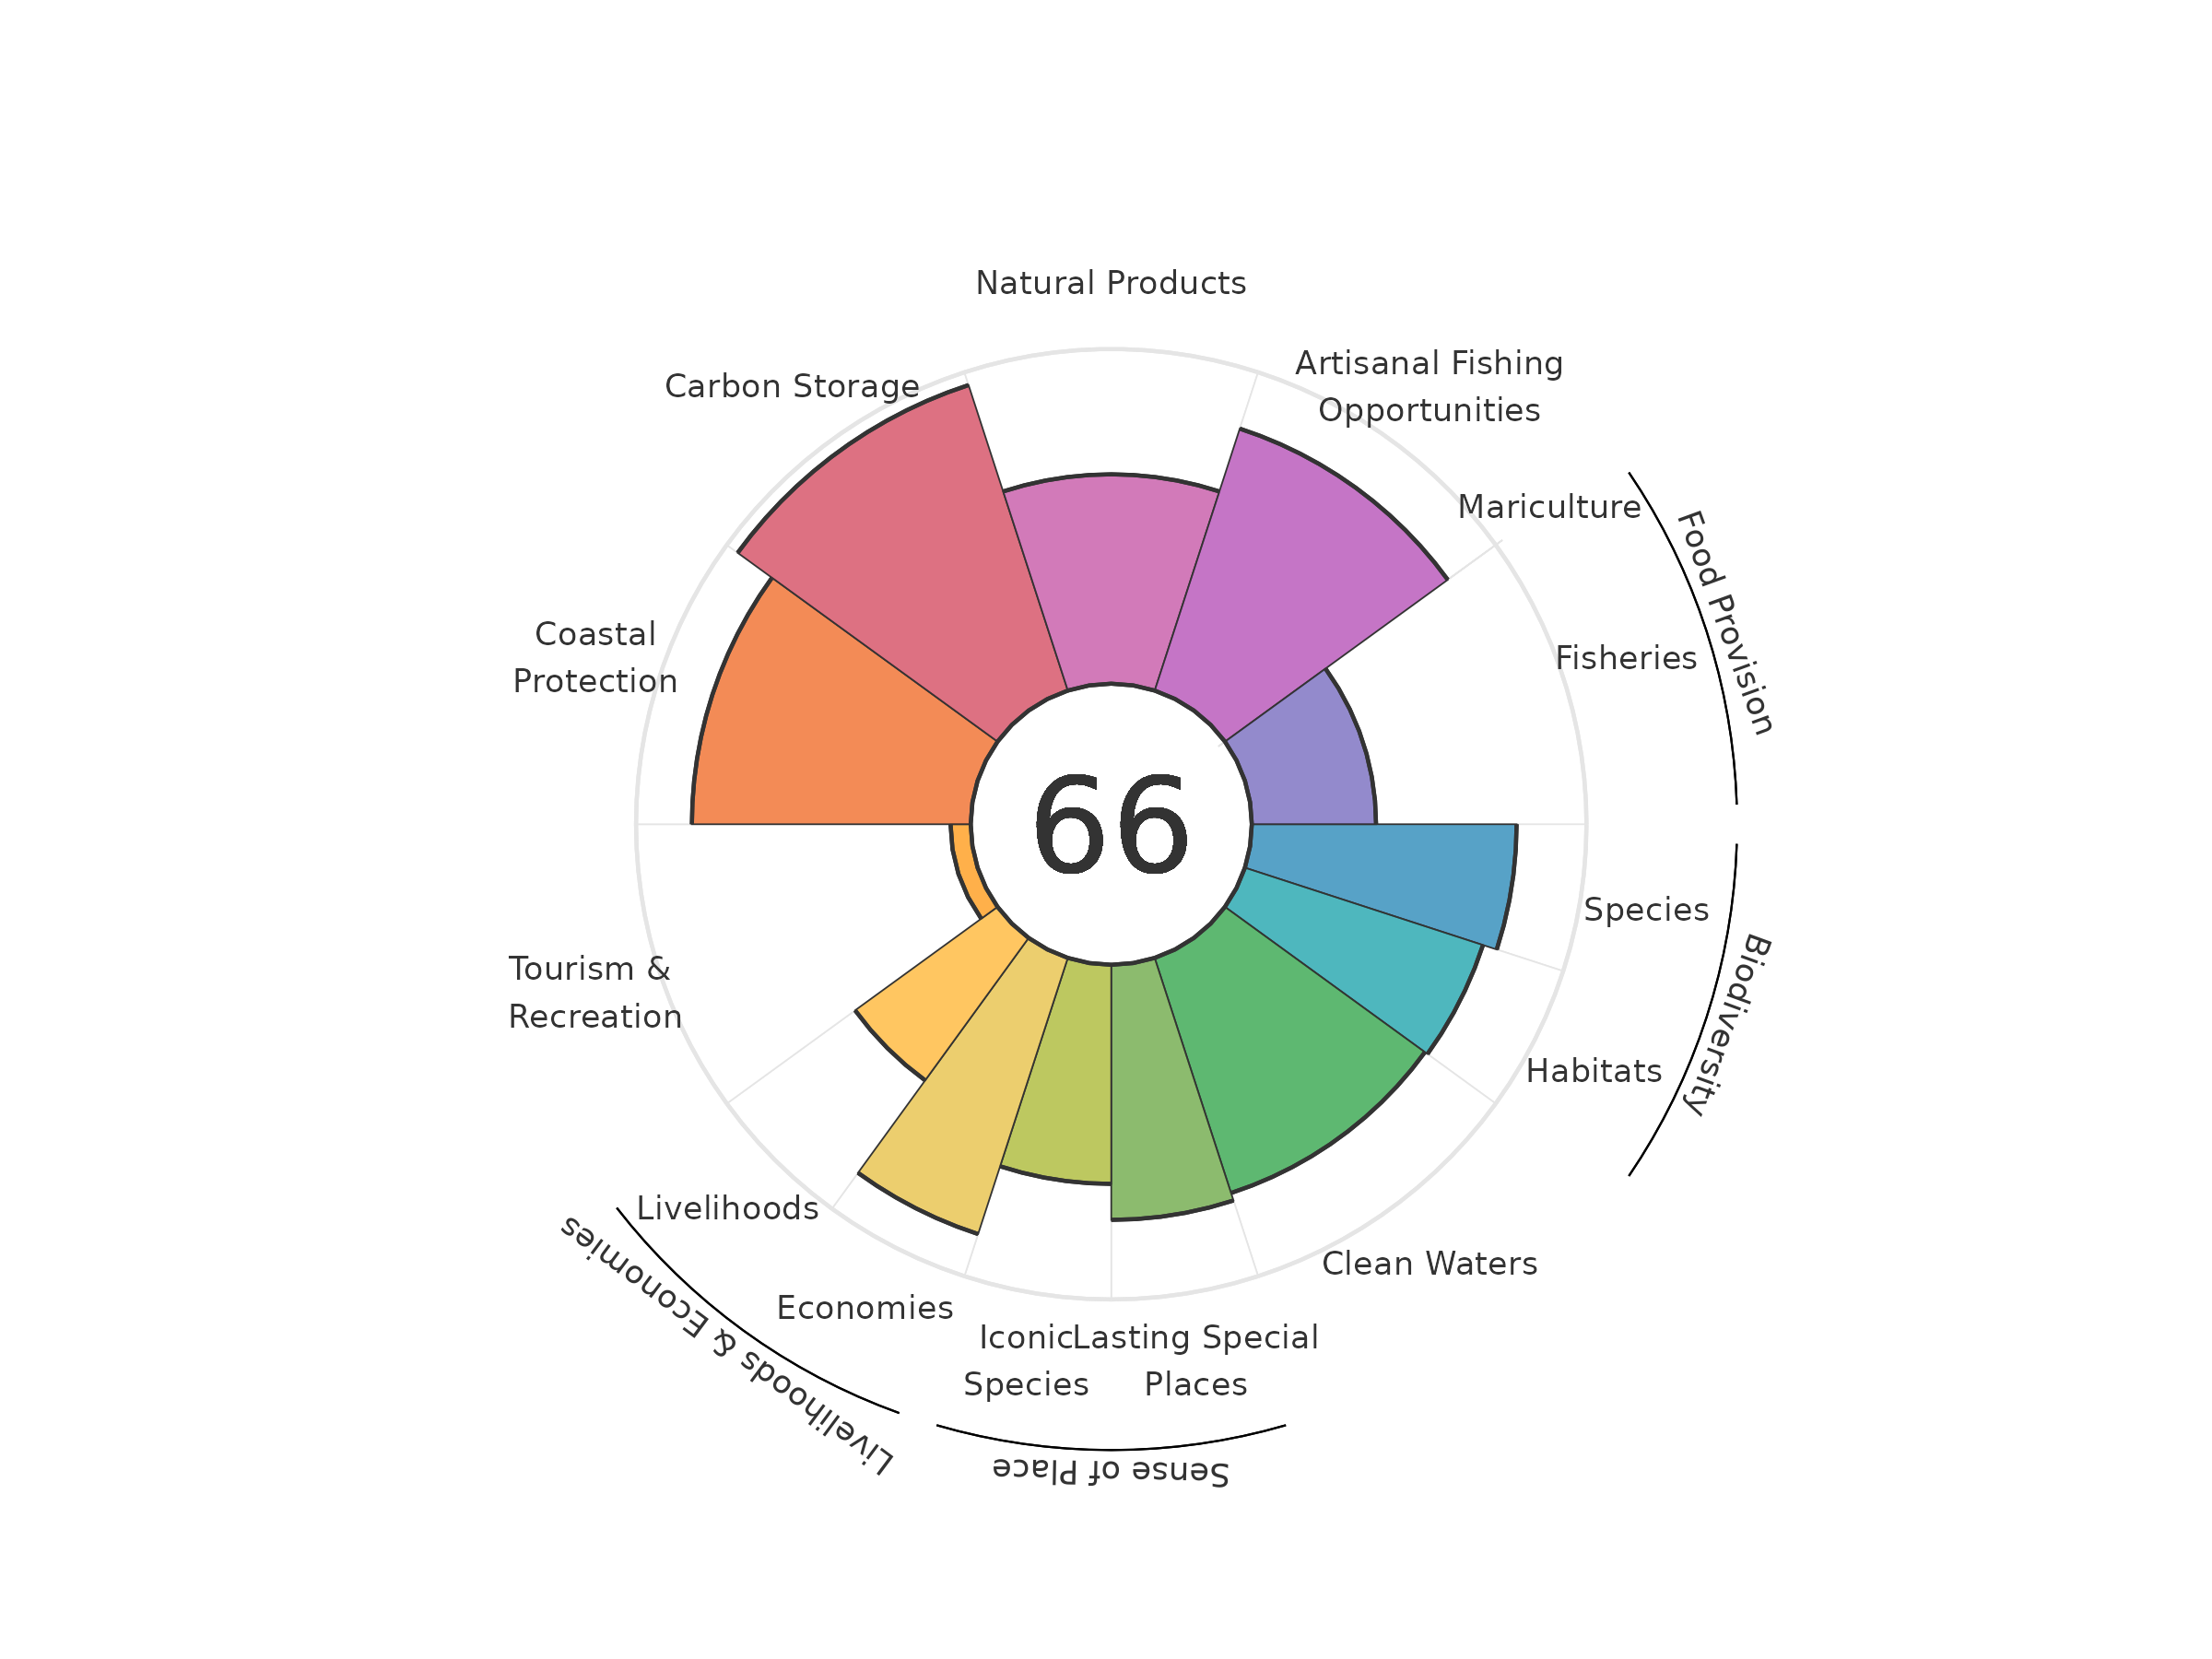 Natural Products
Artisanal Fishing
Opportunities
Carbon Storage
Mariculture
Food Provision
Coastal
Protection
Fisheries
66
Species
Biodiversity
Tourism &
Recreation
Habitats
Livelihoods
Livelihoods & Economies
Clean Waters
Economies
Iconic
Species
Lasting Special
Places
Sense of Place